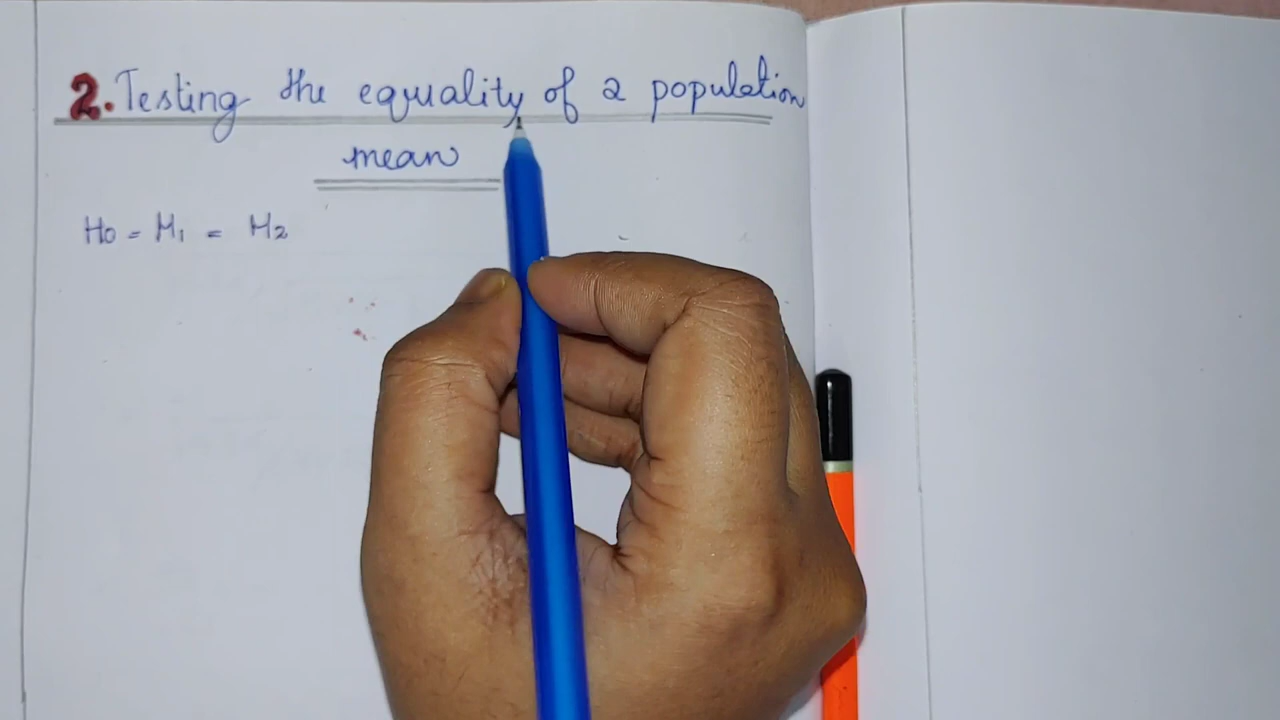 2. Testing the equality of a population
mean
H0 = M1 = M2